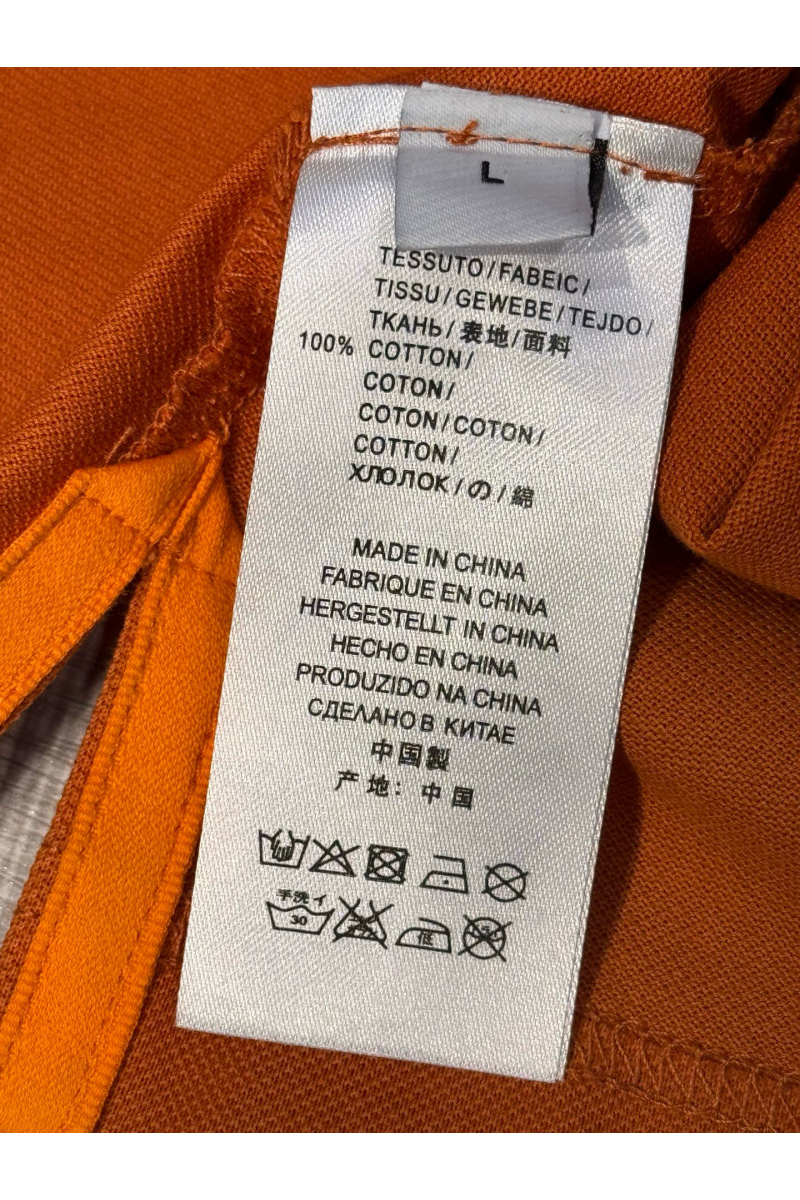 L
TESSUTO/FABEIC/
TISSU/GEWEBE/TEJDO/
ТКАНЬ/表地/面料
100% COTTON/
COTON/
COTON/COTON/
COTTON/
ХЛОЛОК/の/綿
MADE IN CHINA
FABRIQUE EN CHINA
HERGESTELLT IN CHINA
HECHO EN CHINA
PRODUZIDO NA CHINA
СДЕЛАНО В КИТАЕ
中国製
产地：中国
手洗イ
30
低